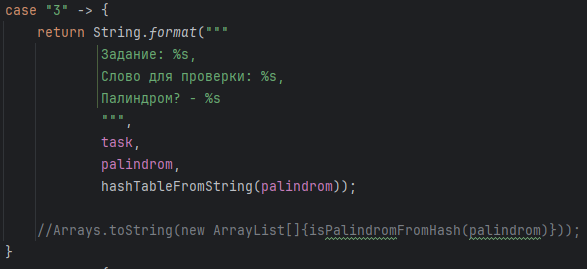 case "3" -> {
return String.format("""
Задание: %s,
Слово для проверки: %s,
Палиндром? - %s
""",
task,
palindrom,
hashTableFromString(palindrom));
//Arrays.toString(new ArrayList[]{isPalindromFromHash(palindrom)}));
}